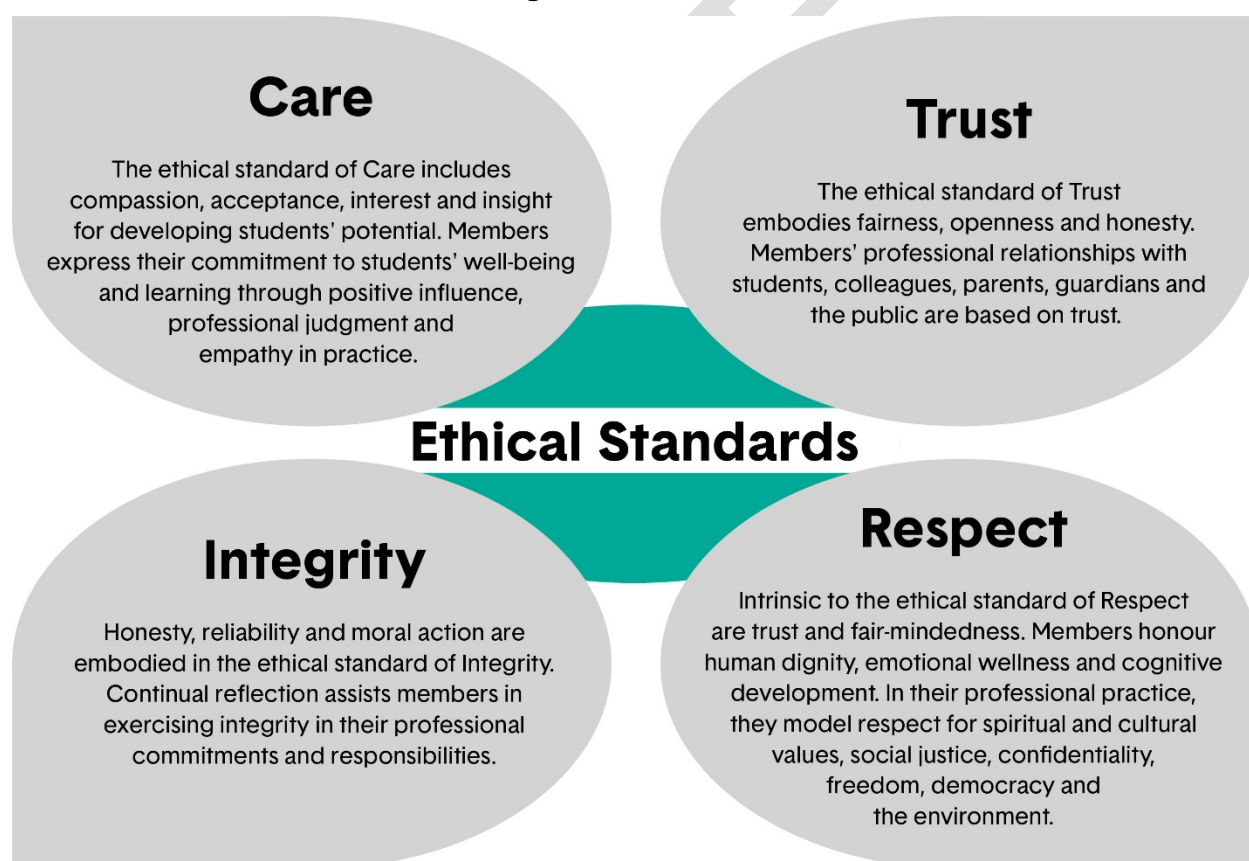 Care
The ethical standard of Care includes
compassion, acceptance, interest and insight
for developing students’ potential. Members
express their commitment to students’ well-being
and learning through positive influence,
professional judgment and
empathy in practice.
Trust
The ethical standard of Trust
embodies fairness, openness and honesty.
Members’ professional relationships with
students, colleagues, parents, guardians and
the public are based on trust.
Ethical Standards
Integrity
Honesty, reliability and moral action are
embodied in the ethical standard of Integrity.
Continual reflection assists members in
exercising integrity in their professional
commitments and responsibilities.
Respect
Intrinsic to the ethical standard of Respect
are trust and fair-mindedness. Members honour
human dignity, emotional wellness and cognitive
development. In their professional practice,
they model respect for spiritual and cultural
values, social justice, confidentiality,
freedom, democracy and
the environment.